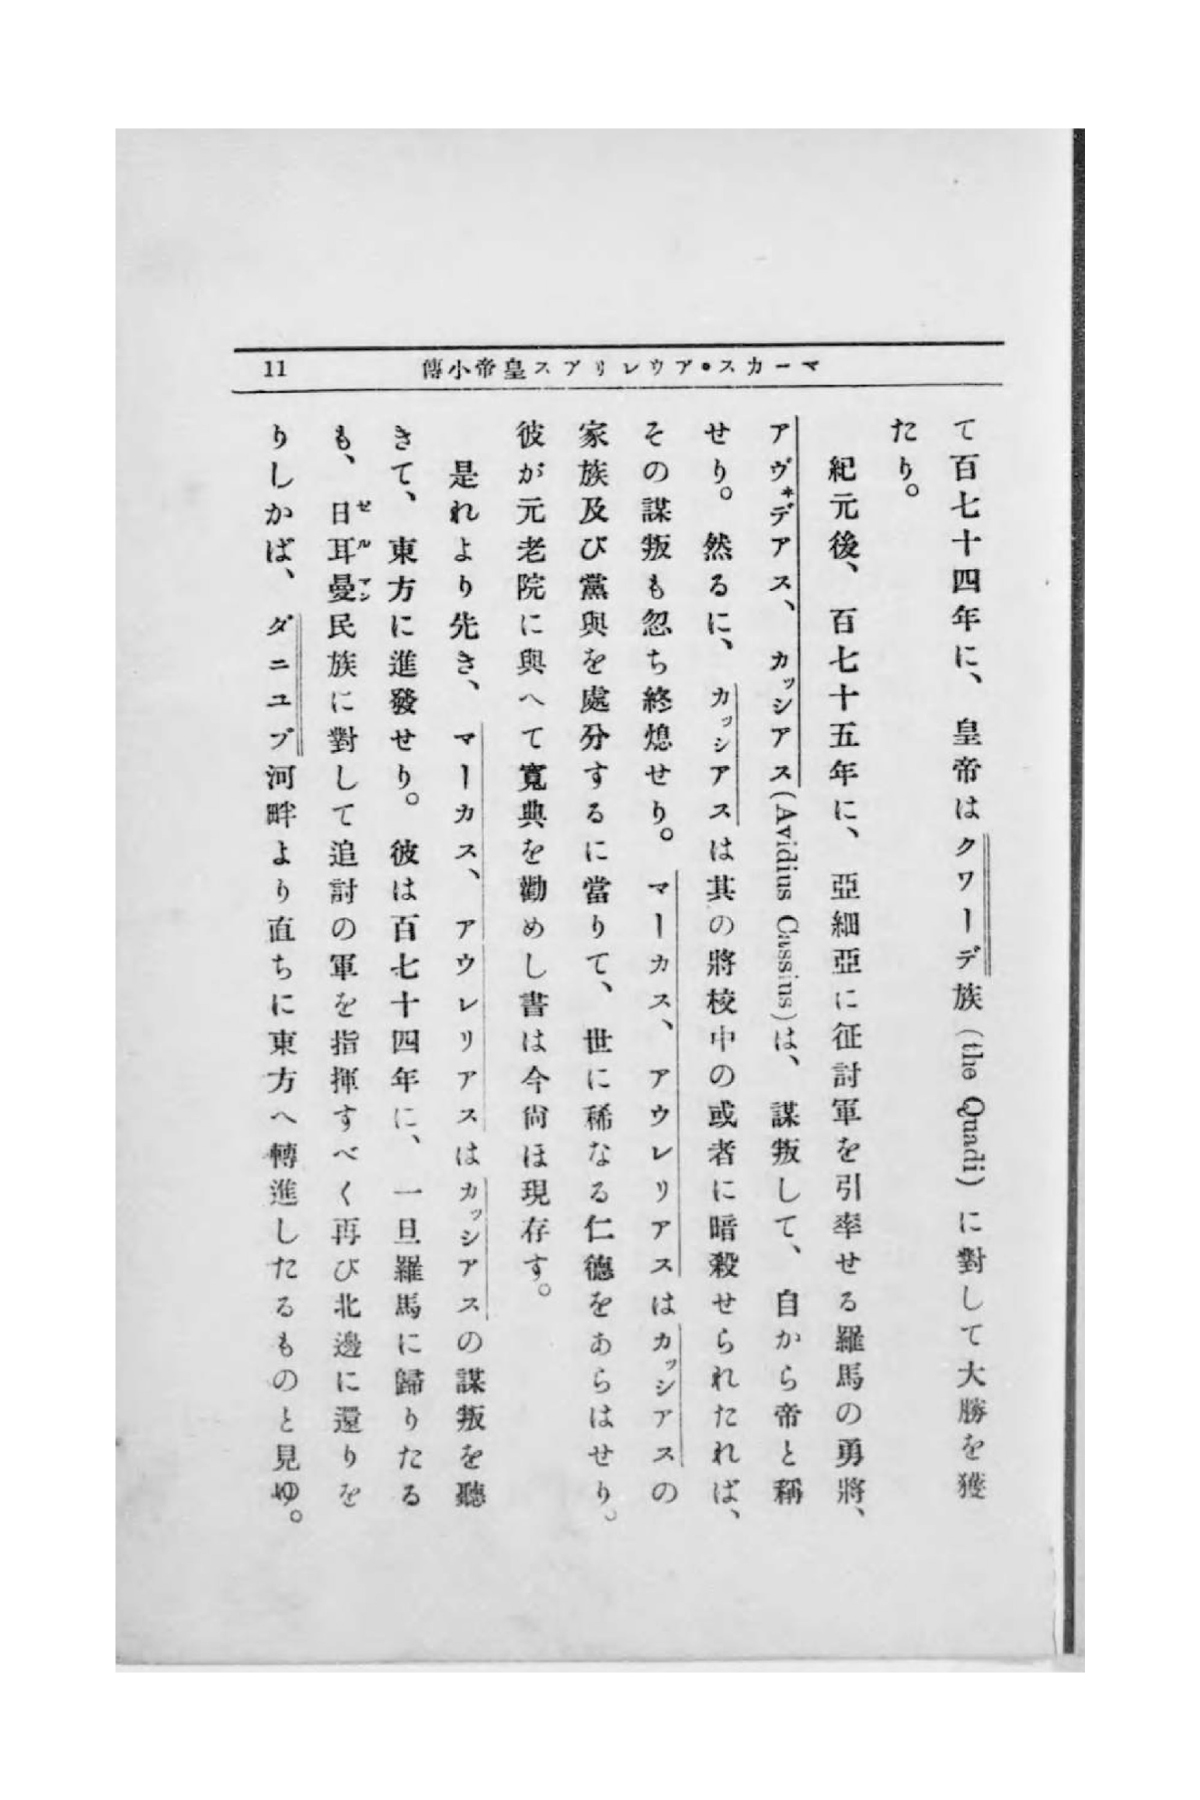 マーカス・アウレリアス皇帝小傳
11
て百七十四年に、皇帝はクワーデ族(the Quadi)に對して大勝を獲
たり。
紀元後、百七十五年に、亞細亞に征討軍を引率せる羅馬の勇將、
アヴ*デアス、カッシアス(Avidius Cassius)は、謀叛して、自から帝と稱
せり。然るに、カッシアスは其の將校中の或者に暗殺せられたれば、
その謀叛も忽ち終熄せり。マーカス、アウレリアスはカッシアスの
家族及び黨與を處分するに當りて、世に稀なる仁德をあらはせり。
彼が元老院に與へて寬典を勸めし書は今尙ほ現存す。
是れより先き、マーカス、アウレリアスはカッシアスの謀叛を聽
きて、東方に進發せり。彼は百七十四年に、一旦羅馬に歸りたる
も、日耳曼ゼルマン民族に對して追討の軍を指揮すべく再び北邊に還りを
りしかば、ダニユブ河畔より直ちに東方へ轉進したるものと見ゆ。